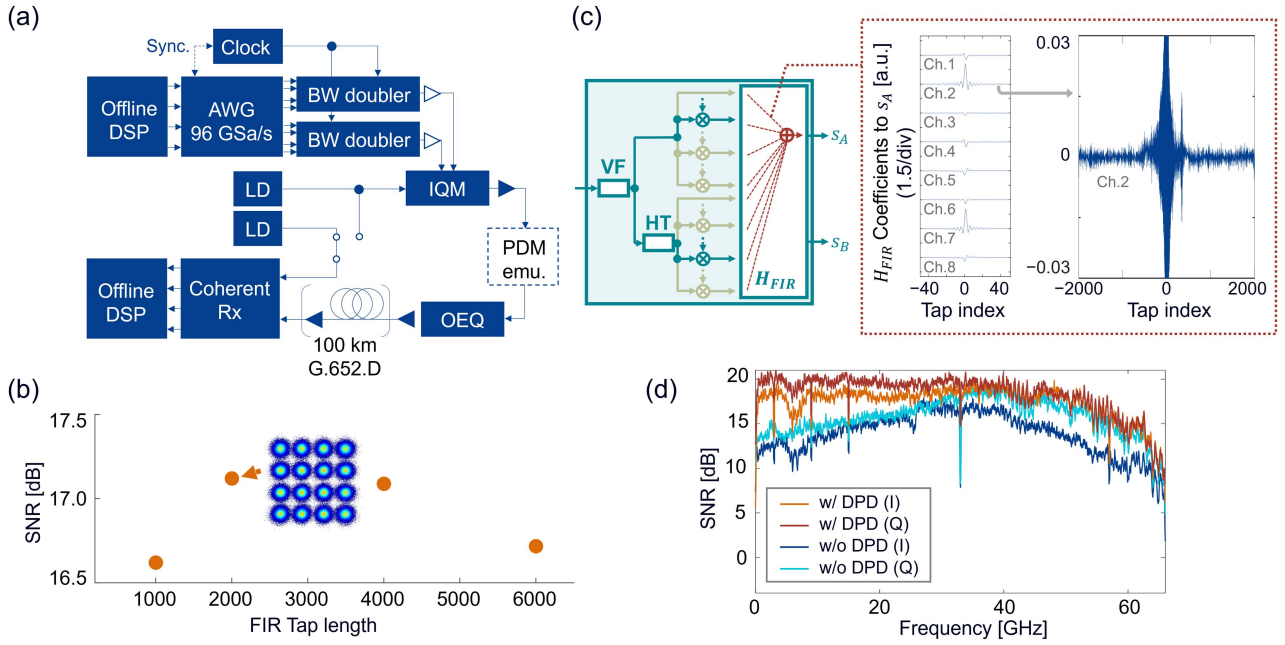 (a)
Sync.
Clock
Offline
DSP
AWG
96 GSa/s
BW doubler
BW doubler
LD
IQM
LD
PDM
emu.
Offline
DSP
Coherent
Rx
OEQ
100 km
G.652.D
(c)
VF
HT
H_FIR
s_A
s_B
H_FIR Coefficients to s_A [a.u.]
(1.5/div)
Ch.1
Ch.2
Ch.3
Ch.4
Ch.5
Ch.6
Ch.7
Ch.8
−40 0 40
Tap index
0.03
0
−0.03
Ch.2
−2000 0 2000
Tap index
(b)
17.5
17.0
16.5
SNR [dB]
1000 2000 3000 4000 5000 6000
FIR Tap length
(d)
20
15
10
5
0
SNR [dB]
w/ DPD (I)
w/ DPD (Q)
w/o DPD (I)
w/o DPD (Q)
0 20 40 60
Frequency [GHz]